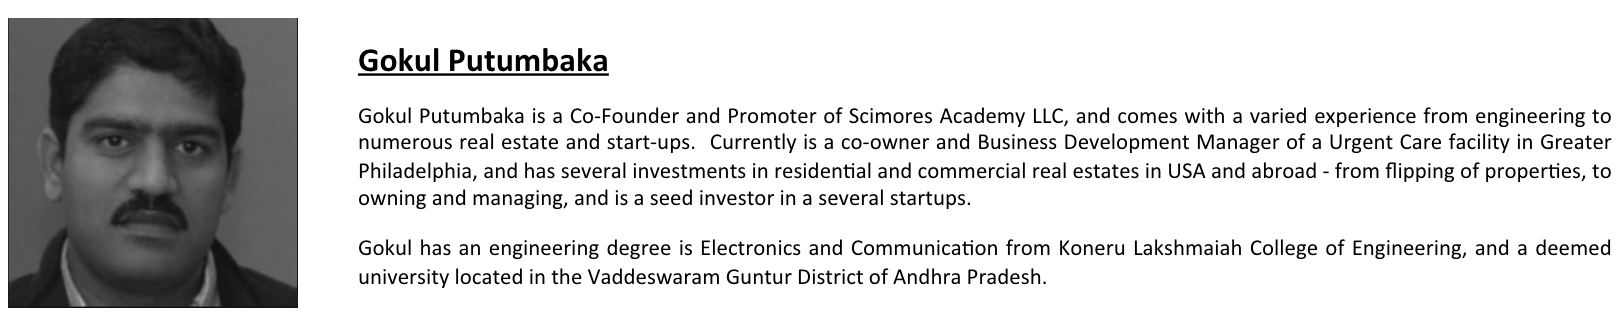 Gokul Putumbaka
Gokul Putumbaka is a Co-Founder and Promoter of Scimores Academy LLC, and comes with a varied experience from engineering to
numerous real estate and start-ups.  Currently is a co-owner and Business Development Manager of a Urgent Care facility in Greater
Philadelphia, and has several investments in residential and commercial real estates in USA and abroad - from flipping of properties, to
owning and managing, and is a seed investor in a several startups.
Gokul has an engineering degree is Electronics and Communication from Koneru Lakshmaiah College of Engineering, and a deemed
university located in the Vaddeswaram Guntur District of Andhra Pradesh.